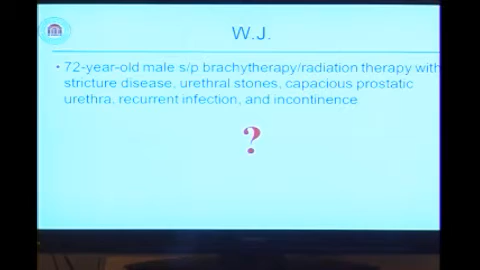 W.J.
• 72-year-old male s/p brachytherapy/radiation therapy with
stricture disease, urethral stones, capacious prostatic
urethra, recurrent infection, and incontinence
?